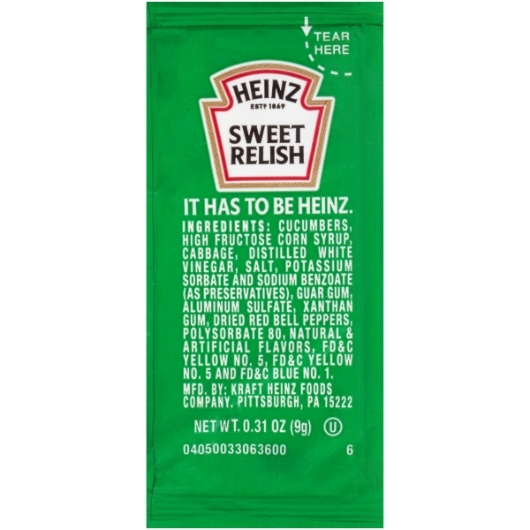 TEAR
HERE
HEINZ
ESTD 1869
SWEET
RELISH
IT HAS TO BE HEINZ.
INGREDIENTS: CUCUMBERS,
HIGH FRUCTOSE CORN SYRUP,
CABBAGE, DISTILLED WHITE
VINEGAR, SALT, POTASSIUM
SORBATE AND SODIUM BENZOATE
(AS PRESERVATIVES), GUAR GUM,
ALUMINUM SULFATE, XANTHAN
GUM, DRIED RED BELL PEPPERS,
POLYSORBATE 80, NATURAL &
ARTIFICIAL FLAVORS, FD&C
YELLOW NO. 5, FD&C YELLOW
NO. 5 AND FD&C BLUE NO. 1.
MFD. BY: KRAFT HEINZ FOODS
COMPANY. PITTSBURGH, PA 15222
NET WT. 0.31 OZ (9g) U
04050033063600 6